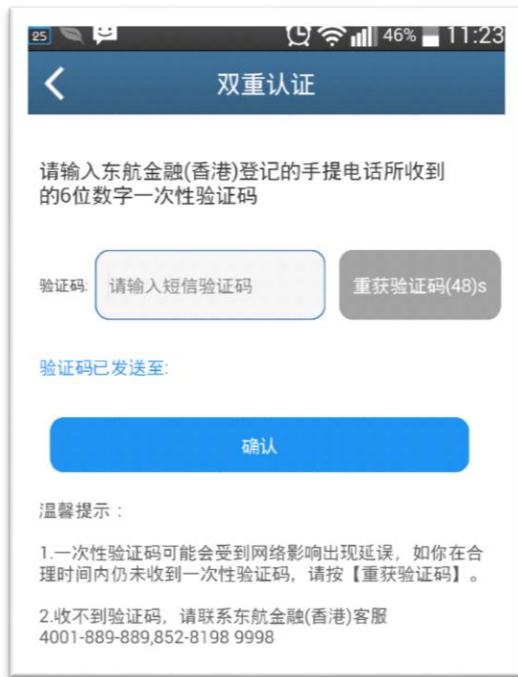 25 46% 11:23
双重认证
请输入东航金融(香港)登记的手提电话所收到
的6位数字一次性验证码
验证码: 请输入短信验证码 重获验证码(48)s
验证码已发送至:
确认
温馨提示：
1.一次性验证码可能会受到网络影响出现延误，如你在合
理时间内仍未收到一次性验证码，请按【重获验证码】。
2.收不到验证码，请联系东航金融(香港)客服
4001-889-889,852-8198 9998